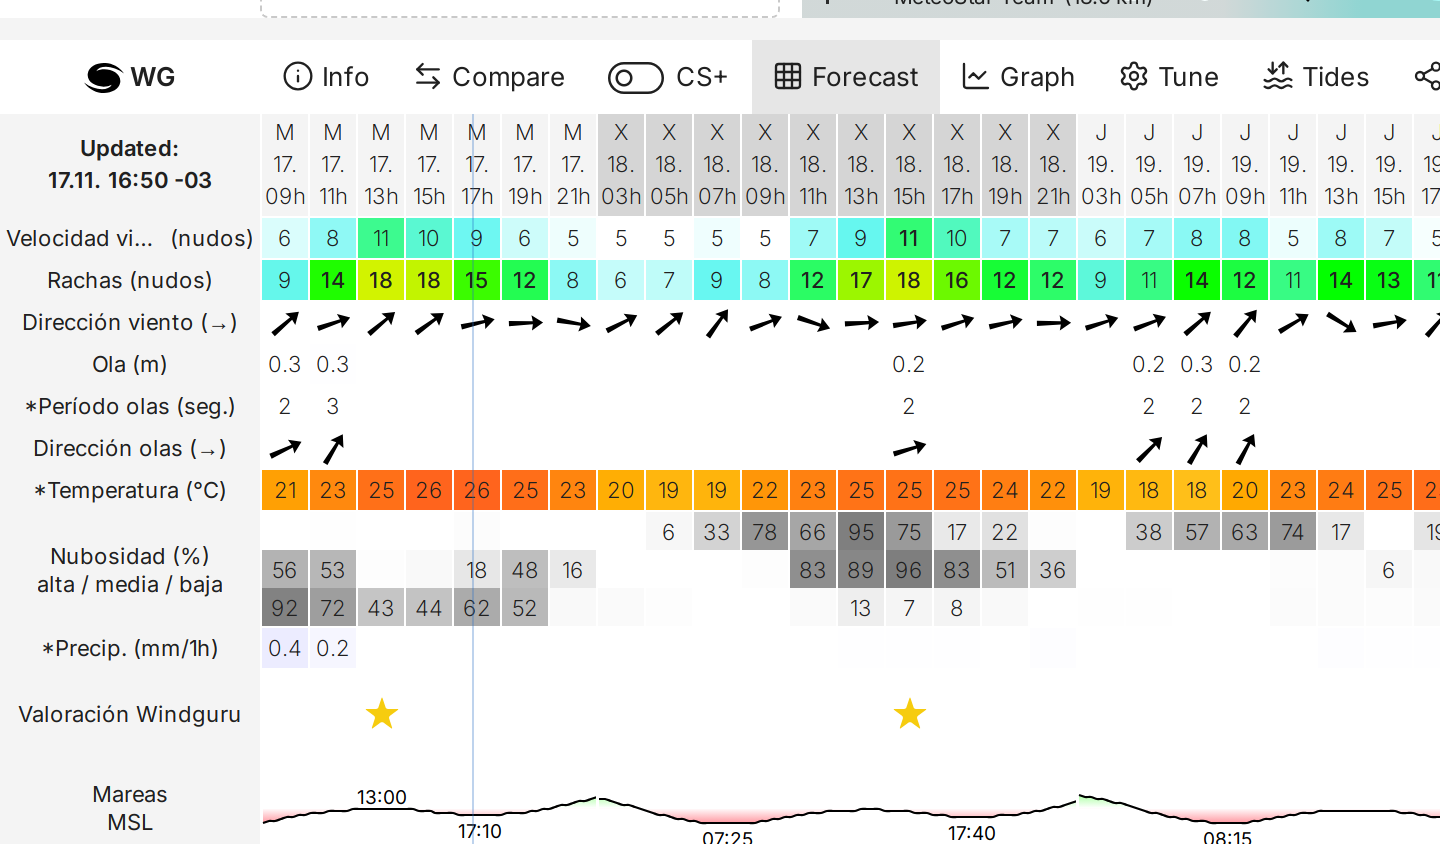 WG Info Compare CS+ Forecast Graph Tune Tides
M M M M M M M X X X X X X X X X X J J J J J J J
Updated: 17. 17. 17. 17. 17. 17. 17. 18. 18. 18. 18. 18. 18. 18. 18. 18. 18. 19. 19. 19. 19. 19. 19. 19.
17.11. 16:50 -03 09h 11h 13h 15h 17h 19h 21h 03h 05h 07h 09h 11h 13h 15h 17h 19h 21h 03h 05h 07h 09h 11h 13h 15h
Velocidad vi... (nudos) 6 8 11 10 9 6 5 5 5 5 5 7 9 11 10 7 7 6 7 8 8 5 8 7
Rachas (nudos) 9 14 18 18 15 12 8 6 7 9 8 12 17 18 16 12 12 9 11 14 12 11 14 13
Dirección viento (→)
Ola (m) 0.3 0.3 0.2 0.2 0.3 0.2
*Período olas (seg.) 2 3 2 2 2 2
Dirección olas (→)
*Temperatura (°C) 21 23 25 26 26 25 23 20 19 19 22 23 25 25 25 24 22 19 18 18 20 23 24 25
6 33 78 66 95 75 17 22 38 57 63 74 17
Nubosidad (%) 56 53 18 48 16 83 89 96 83 51 36 6
alta / media / baja 92 72 43 44 62 52 13 7 8
*Precip. (mm/1h) 0.4 0.2
Valoración Windguru
Mareas 13:00
MSL 17:10 07:25 17:40 08:15